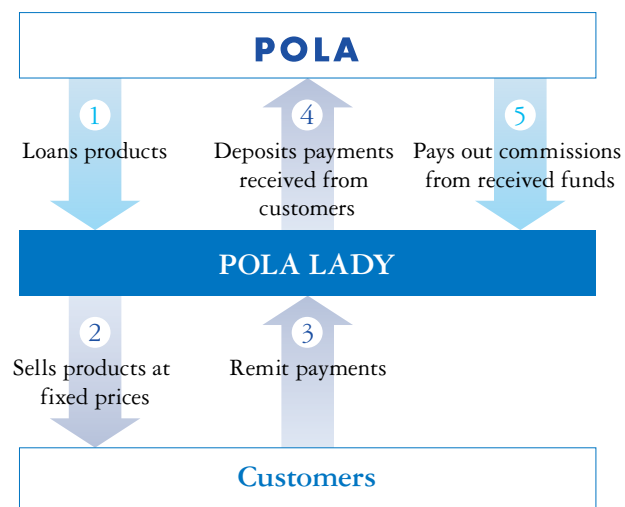 POLA
1
Loans products
4
Deposits payments
received from
customers
5
Pays out commissions
from received funds
POLA LADY
2
Sells products at
fixed prices
3
Remit payments
Customers